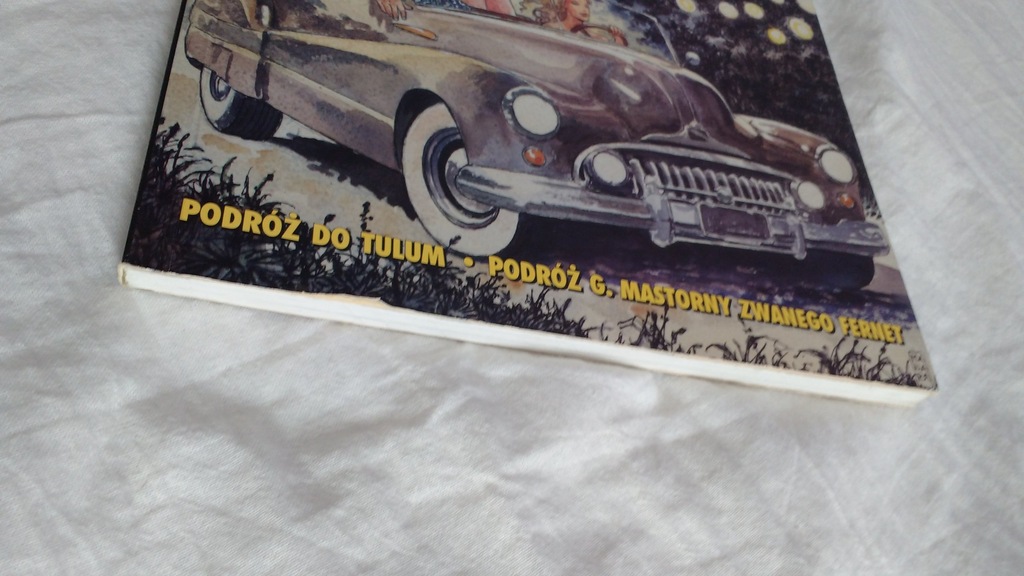 PODRÓŻ DO TULUM • PODRÓŻ G. MASTORNY ZWANEGO FERNET